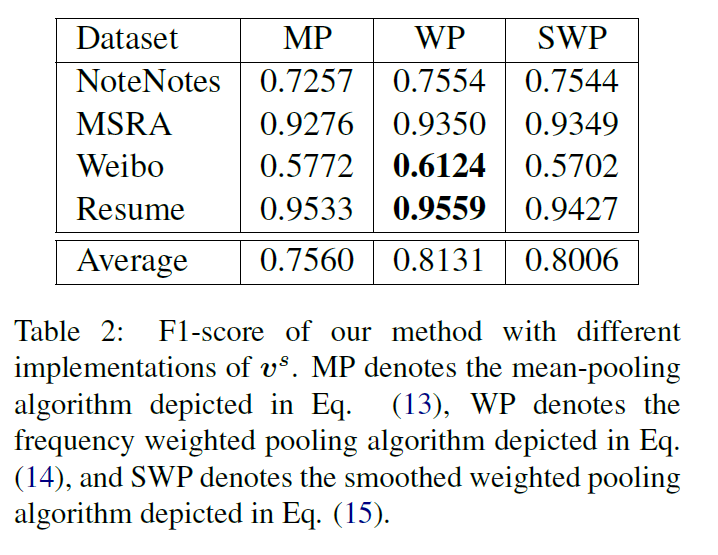 Dataset MP WP SWP
NoteNotes 0.7257 0.7554 0.7544
MSRA 0.9276 0.9350 0.9349
Weibo 0.5772 0.6124 0.5702
Resume 0.9533 0.9559 0.9427
Average 0.7560 0.8131 0.8006
Table 2: F1-score of our method with different
implementations of vˢ. MP denotes the mean-pooling
algorithm depicted in Eq. (13), WP denotes the
frequency weighted pooling algorithm depicted in Eq.
(14), and SWP denotes the smoothed weighted pooling
algorithm depicted in Eq. (15).